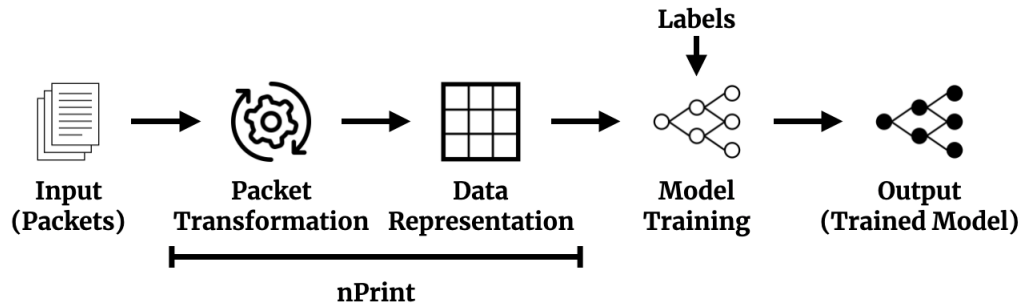 Labels
Input
(Packets)
Packet
Transformation
Data
Representation
Model
Training
Output
(Trained Model)
nPrint